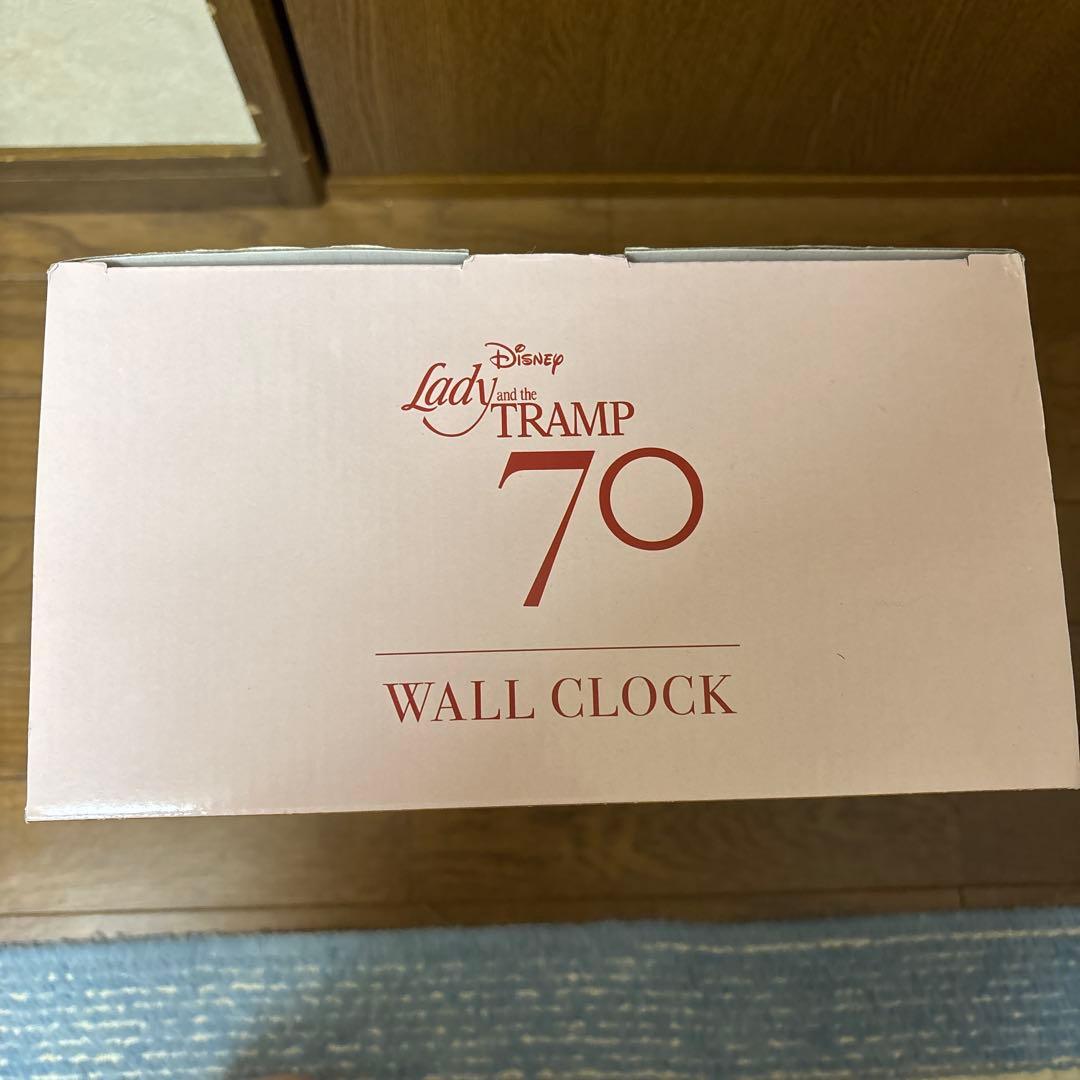 Disney
Lady and the
TRAMP
70
WALL CLOCK